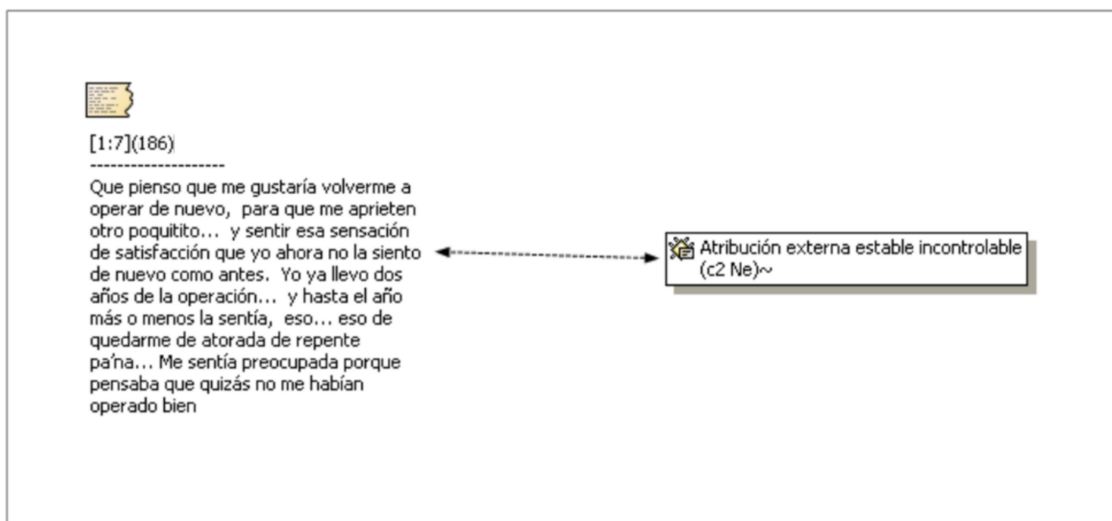 [1:7](186)
--------------------
Que pienso que me gustaría volverme a
operar de nuevo,  para que me aprieten
otro poquitito...  y sentir esa sensación
de satisfacción que yo ahora no la siento
de nuevo como antes.  Yo ya llevo dos
años de la operación...  y hasta el año
más o menos la sentía,  eso... eso de
quedarme de atorada de repente
pa'na... Me sentía preocupada porque
pensaba que quizás no me habían
operado bien
Atribución externa estable incontrolable
(c2 Ne)~